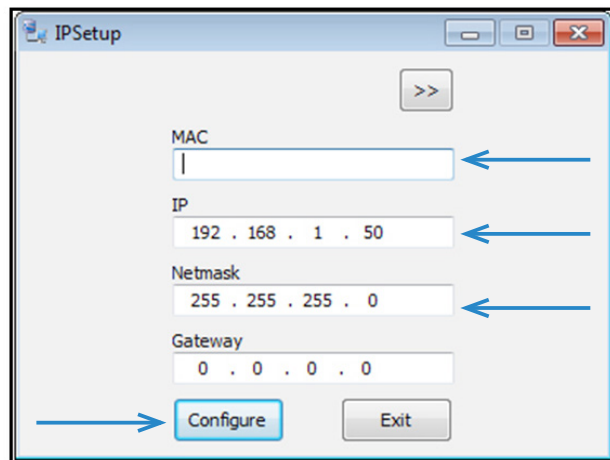 IPSetup
>>
MAC
IP
192 . 168 . 1 . 50
Netmask
255 . 255 . 255 . 0
Gateway
0 . 0 . 0 . 0
Configure Exit